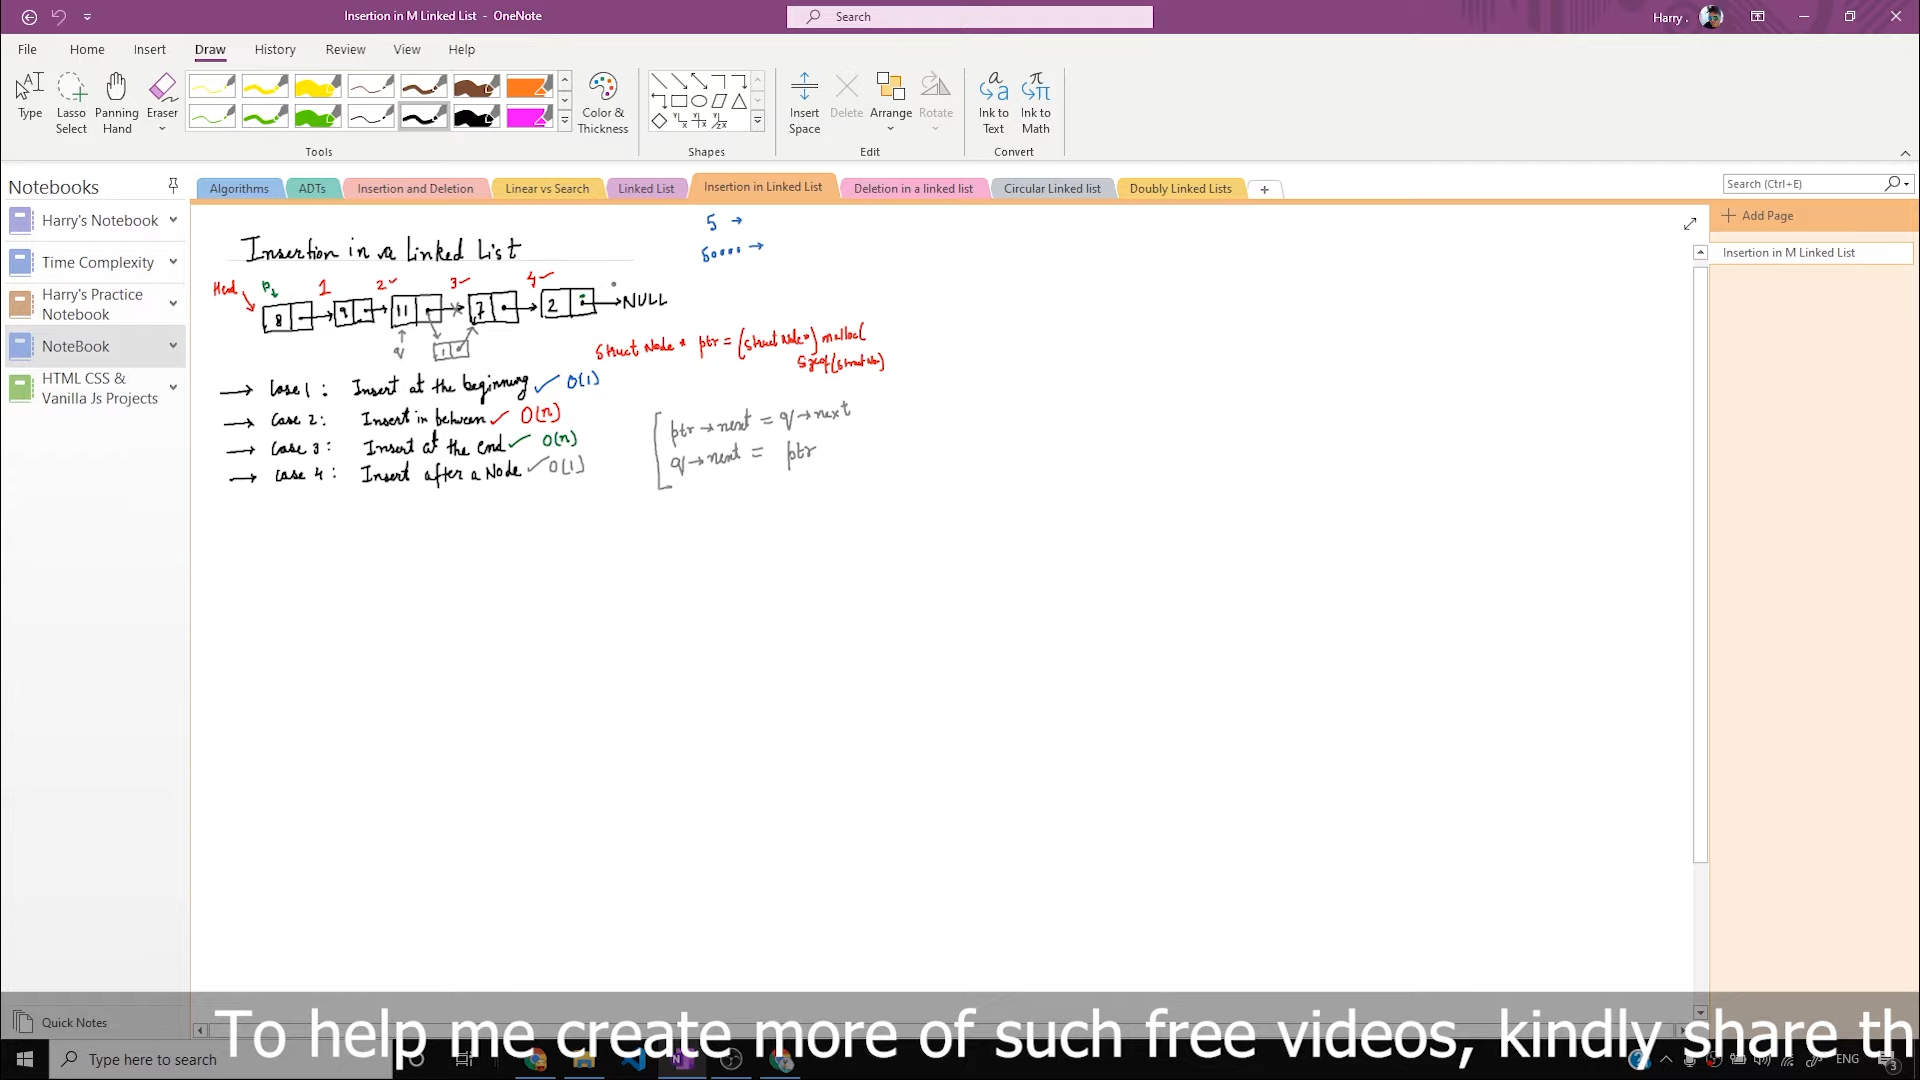 Insertion in M Linked List - OneNote
Search
Harry .
File Home Insert Draw History Review View Help
Type
Lasso Select
Panning Hand
Eraser
Color & Thickness
Insert Space
Delete
Arrange
Rotate
Ink to Text
Ink to Math
Tools
Shapes
Edit
Convert
Notebooks
Algorithms ADTs Insertion and Deletion Linear vs Search Linked List Insertion in Linked List Deletion in a linked list Circular Linked list Doubly Linked Lists +
Search (Ctrl+E)
Harry's Notebook
Time Complexity
Harry's Practice Notebook
NoteBook
HTML CSS & Vanilla Js Projects
Add Page
Insertion in M Linked List
5 →
50000 →
Insertion in a Linked List
Head P 1 2 3 4
8 9 11 7 2 NULL
q
struct Node * ptr = (struct Node*) malloc(
sizeof(struct No)
→ Case 1 : Insert at the beginning ✓ O(1)
→ Case 2 : Insert in between ✓ O(n)
→ Case 3 : Insert at the end ✓ O(n)
→ Case 4 : Insert after a Node ✓ O(1)
ptr → next = q → next
q → next = ptr
Quick Notes
To help me create more of such free videos, kindly share th
Type here to search
ENG
3